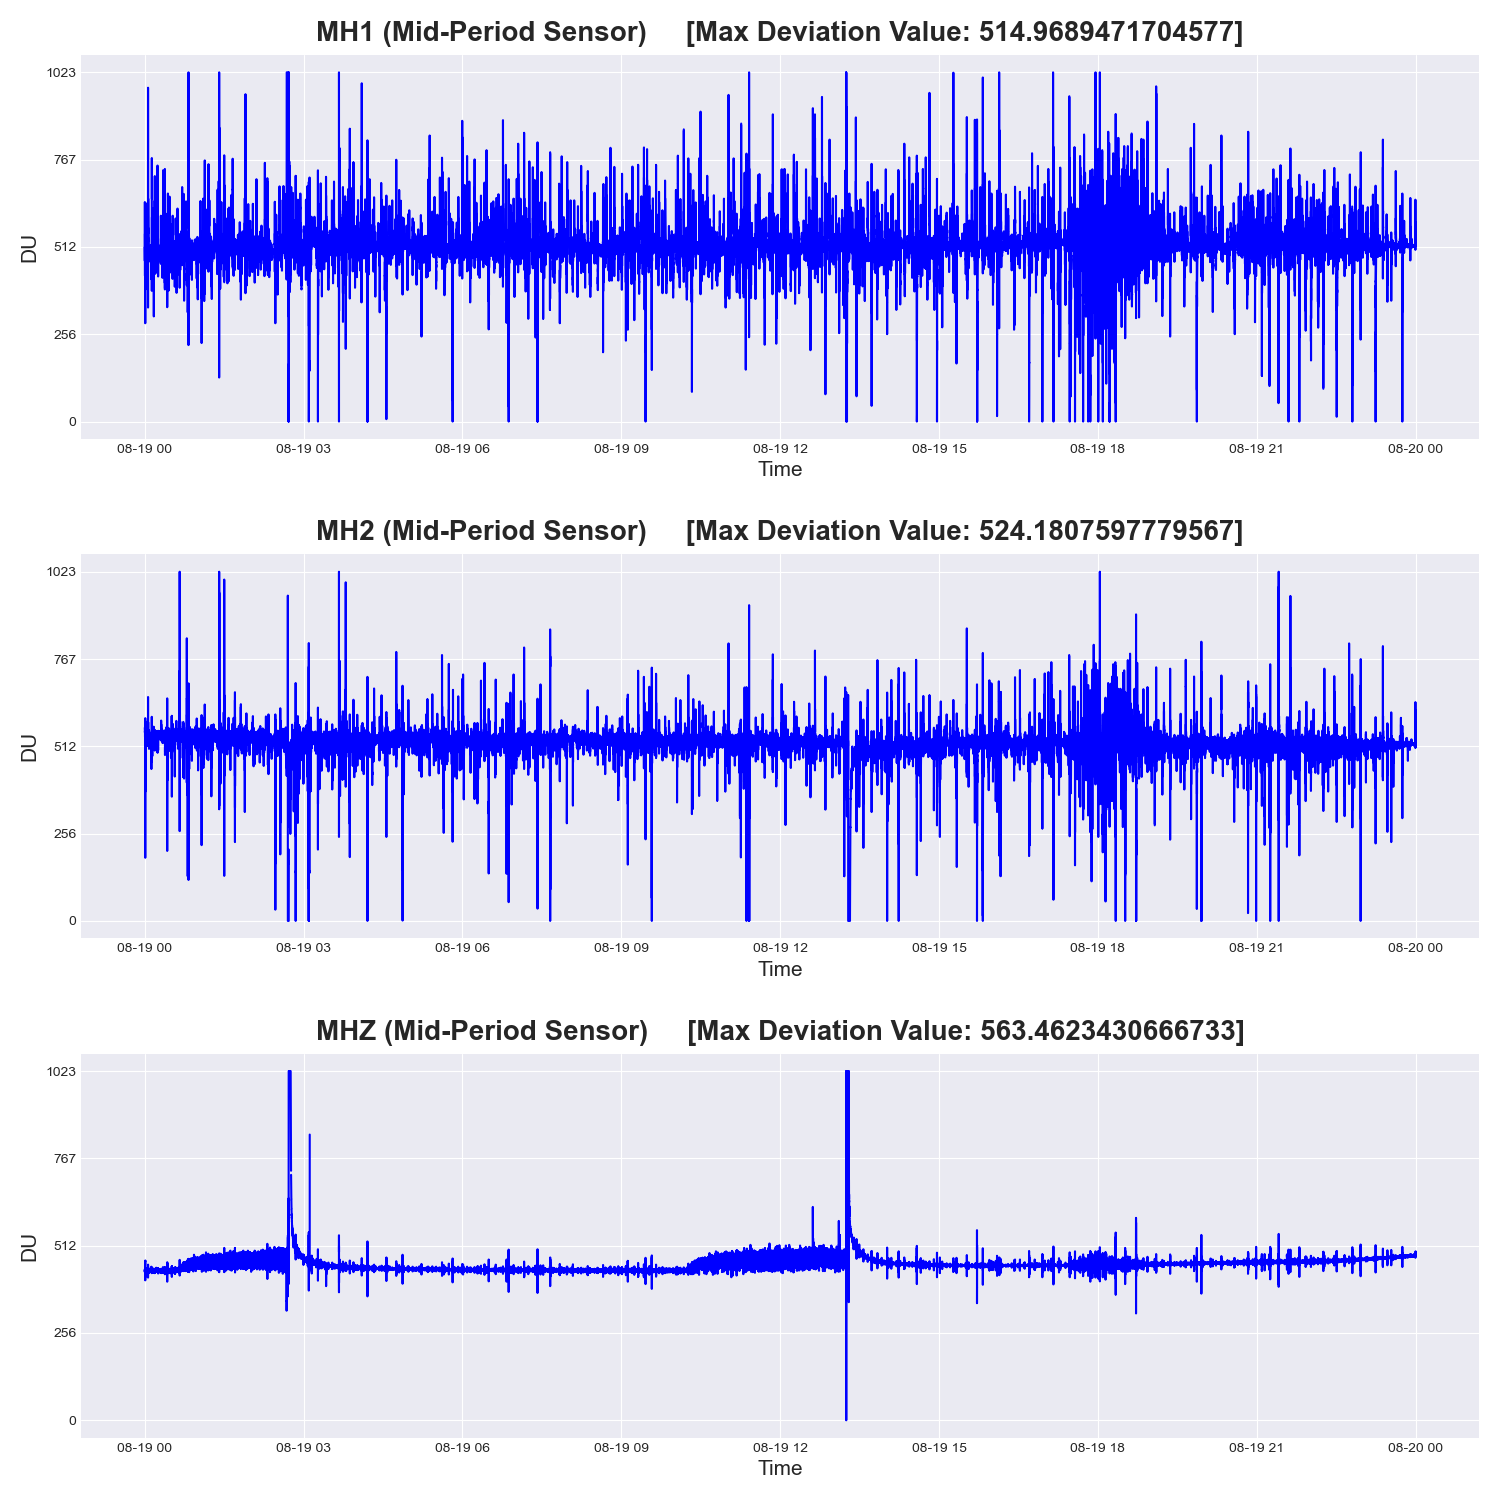 MH1 (Mid-Period Sensor) [Max Deviation Value: 514.9689471704577]
1023
767
512
256
0
DU
08-19 00 08-19 03 08-19 06 08-19 09 08-19 12 08-19 15 08-19 18 08-19 21 08-20 00
Time
MH2 (Mid-Period Sensor) [Max Deviation Value: 524.1807597779567]
1023
767
512
256
0
DU
08-19 00 08-19 03 08-19 06 08-19 09 08-19 12 08-19 15 08-19 18 08-19 21 08-20 00
Time
MHZ (Mid-Period Sensor) [Max Deviation Value: 563.4623430666733]
1023
767
512
256
0
DU
08-19 00 08-19 03 08-19 06 08-19 09 08-19 12 08-19 15 08-19 18 08-19 21 08-20 00
Time